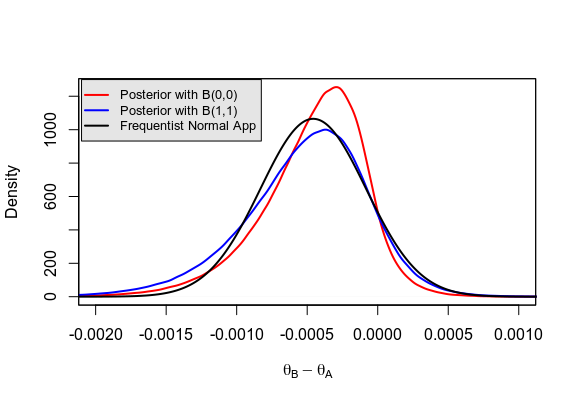 Posterior with B(0,0)
Posterior with B(1,1)
Frequentist Normal App
Density
0
200
600
1000
-0.0020 -0.0015 -0.0010 -0.0005 0.0000 0.0005 0.0010
θB − θA